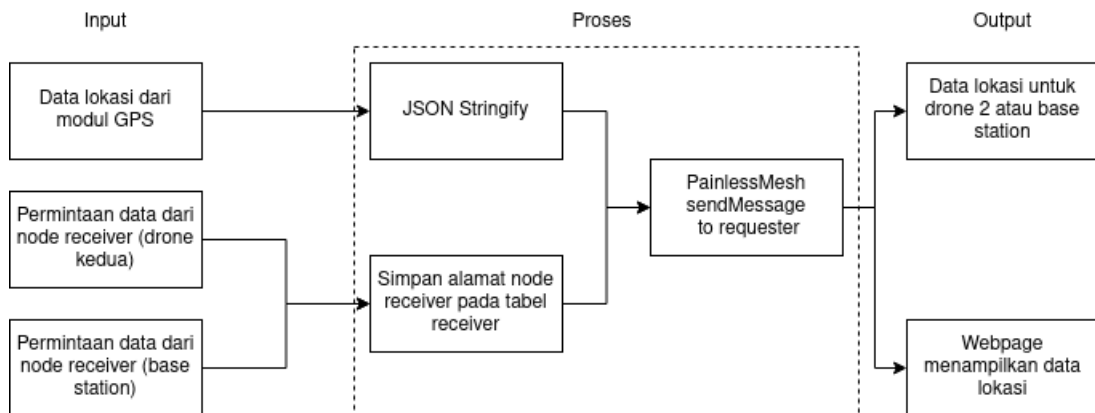 Input
Proses
Output
Data lokasi dari
modul GPS
JSON Stringify
Data lokasi untuk
drone 2 atau base
station
Permintaan data dari
node receiver (drone
kedua)
PainlessMesh
sendMessage
to requester
Simpan alamat node
receiver pada tabel
receiver
Permintaan data dari
node receiver (base
station)
Webpage
menampilkan data
lokasi